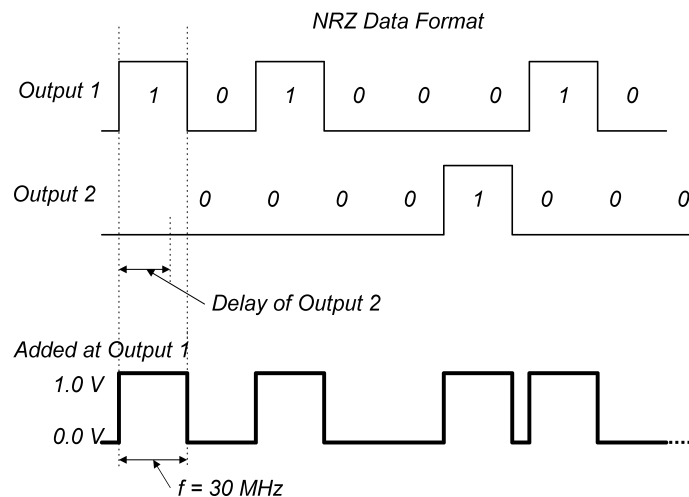 NRZ Data Format
Output 1 1 0 1 0 0 0 1 0
Output 2 0 0 0 0 1 0 0 0
Delay of Output 2
Added at Output 1
1.0 V
0.0 V
f = 30 MHz